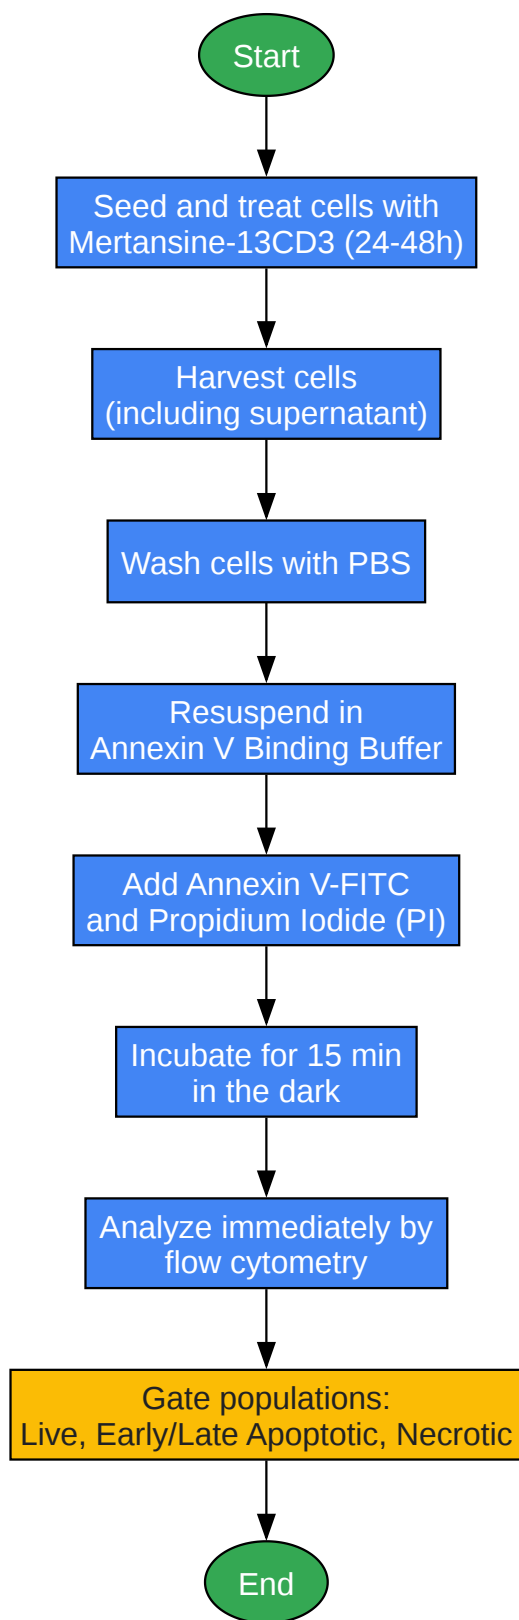 Start
Seed and treat cells with
Mertansine-13CD3 (24-48h)
Harvest cells
(including supernatant)
Wash cells with PBS
Resuspend in
Annexin V Binding Buffer
Add Annexin V-FITC
and Propidium Iodide (PI)
Incubate for 15 min
in the dark
Analyze immediately by
flow cytometry
Gate populations:
Live, Early/Late Apoptotic, Necrotic
End